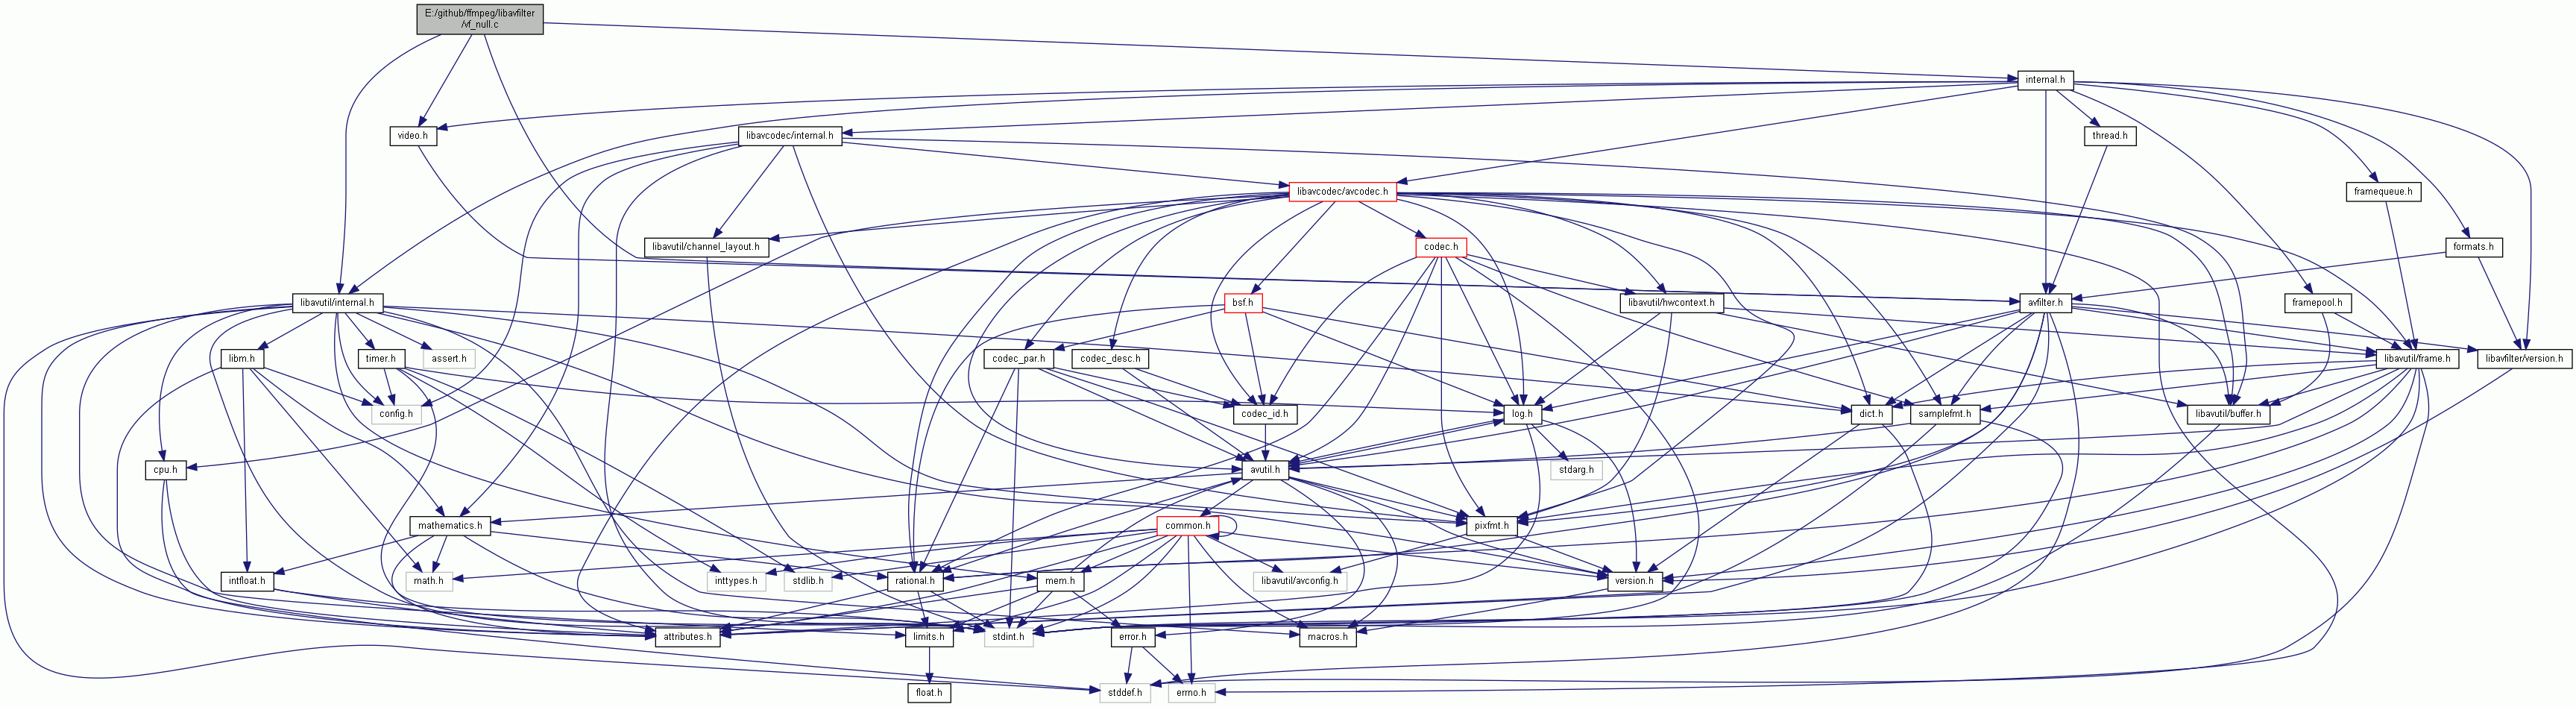 E:/github/ffmpeg/libavfilter
/vf_null.c
internal.h
video.h
libavcodec/internal.h
thread.h
libavcodec/avcodec.h
framequeue.h
libavutil/channel_layout.h
codec.h
formats.h
libavutil/internal.h
bsf.h
libavutil/hwcontext.h
avfilter.h
framepool.h
libm.h
timer.h
assert.h
codec_par.h
codec_desc.h
libavutil/frame.h
libavfilter/version.h
config.h
codec_id.h
log.h
dict.h
samplefmt.h
libavutil/buffer.h
cpu.h
avutil.h
stdarg.h
mathematics.h
common.h
pixfmt.h
intfloat.h
math.h
inttypes.h
stdlib.h
rational.h
mem.h
libavutil/avconfig.h
version.h
attributes.h
limits.h
stdint.h
error.h
macros.h
float.h
stddef.h
errno.h